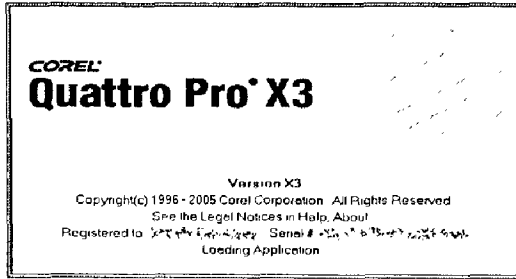 COREL
Quattro Pro X3
Version X3
Copyright(c) 1996 - 2005 Corel Corporation All Rights Reserved
See the Legal Notices in Help, About
Registered to Serial #
Loading Application